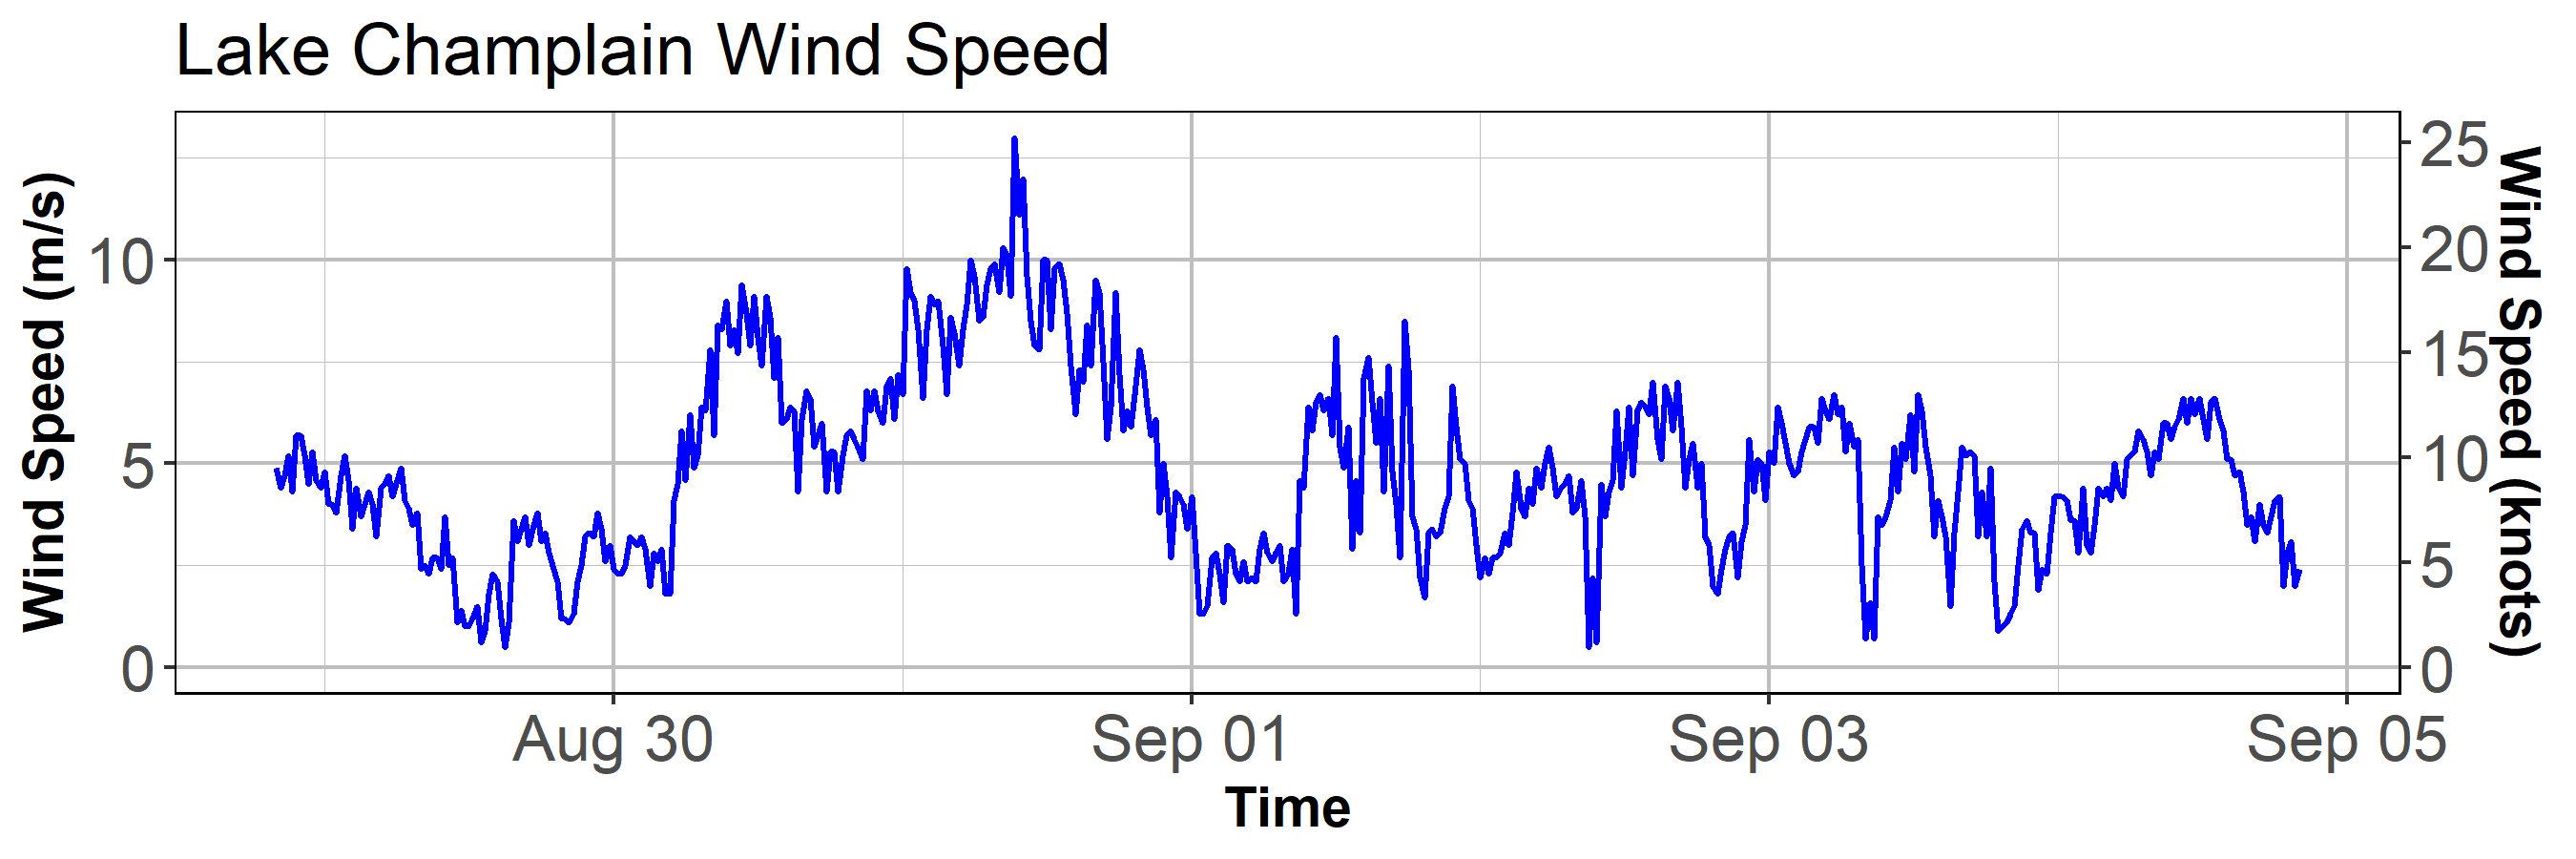 Lake Champlain Wind Speed
Wind Speed (m/s)
10
5
0
25
20
15
10
5
0
Wind Speed (knots)
Aug 30
Sep 01
Sep 03
Sep 05
Time